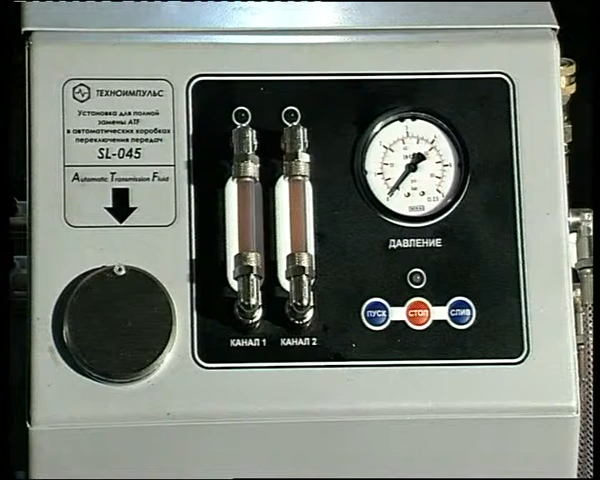 ТЕХНОИМПУЛЬС
Установка для полной
замены ATF
в автоматических коробках
переключения передач
SL-045
Automatic Transmission Fluid
ДАВЛЕНИЕ
ПУСК СТОП СЛИВ
КАНАЛ 1 КАНАЛ 2